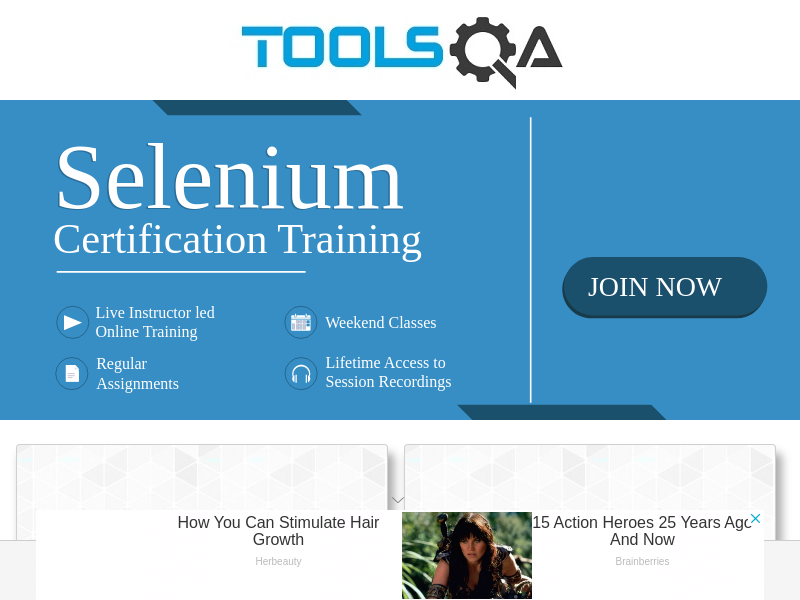 TOOLSQA
Selenium
Certification Training
JOIN NOW
Live Instructor led
Online Training
Weekend Classes
Regular
Assignments
Lifetime Access to
Session Recordings
How You Can Stimulate Hair
Growth
Herbeauty
15 Action Heroes 25 Years Ago
And Now
Brainberries